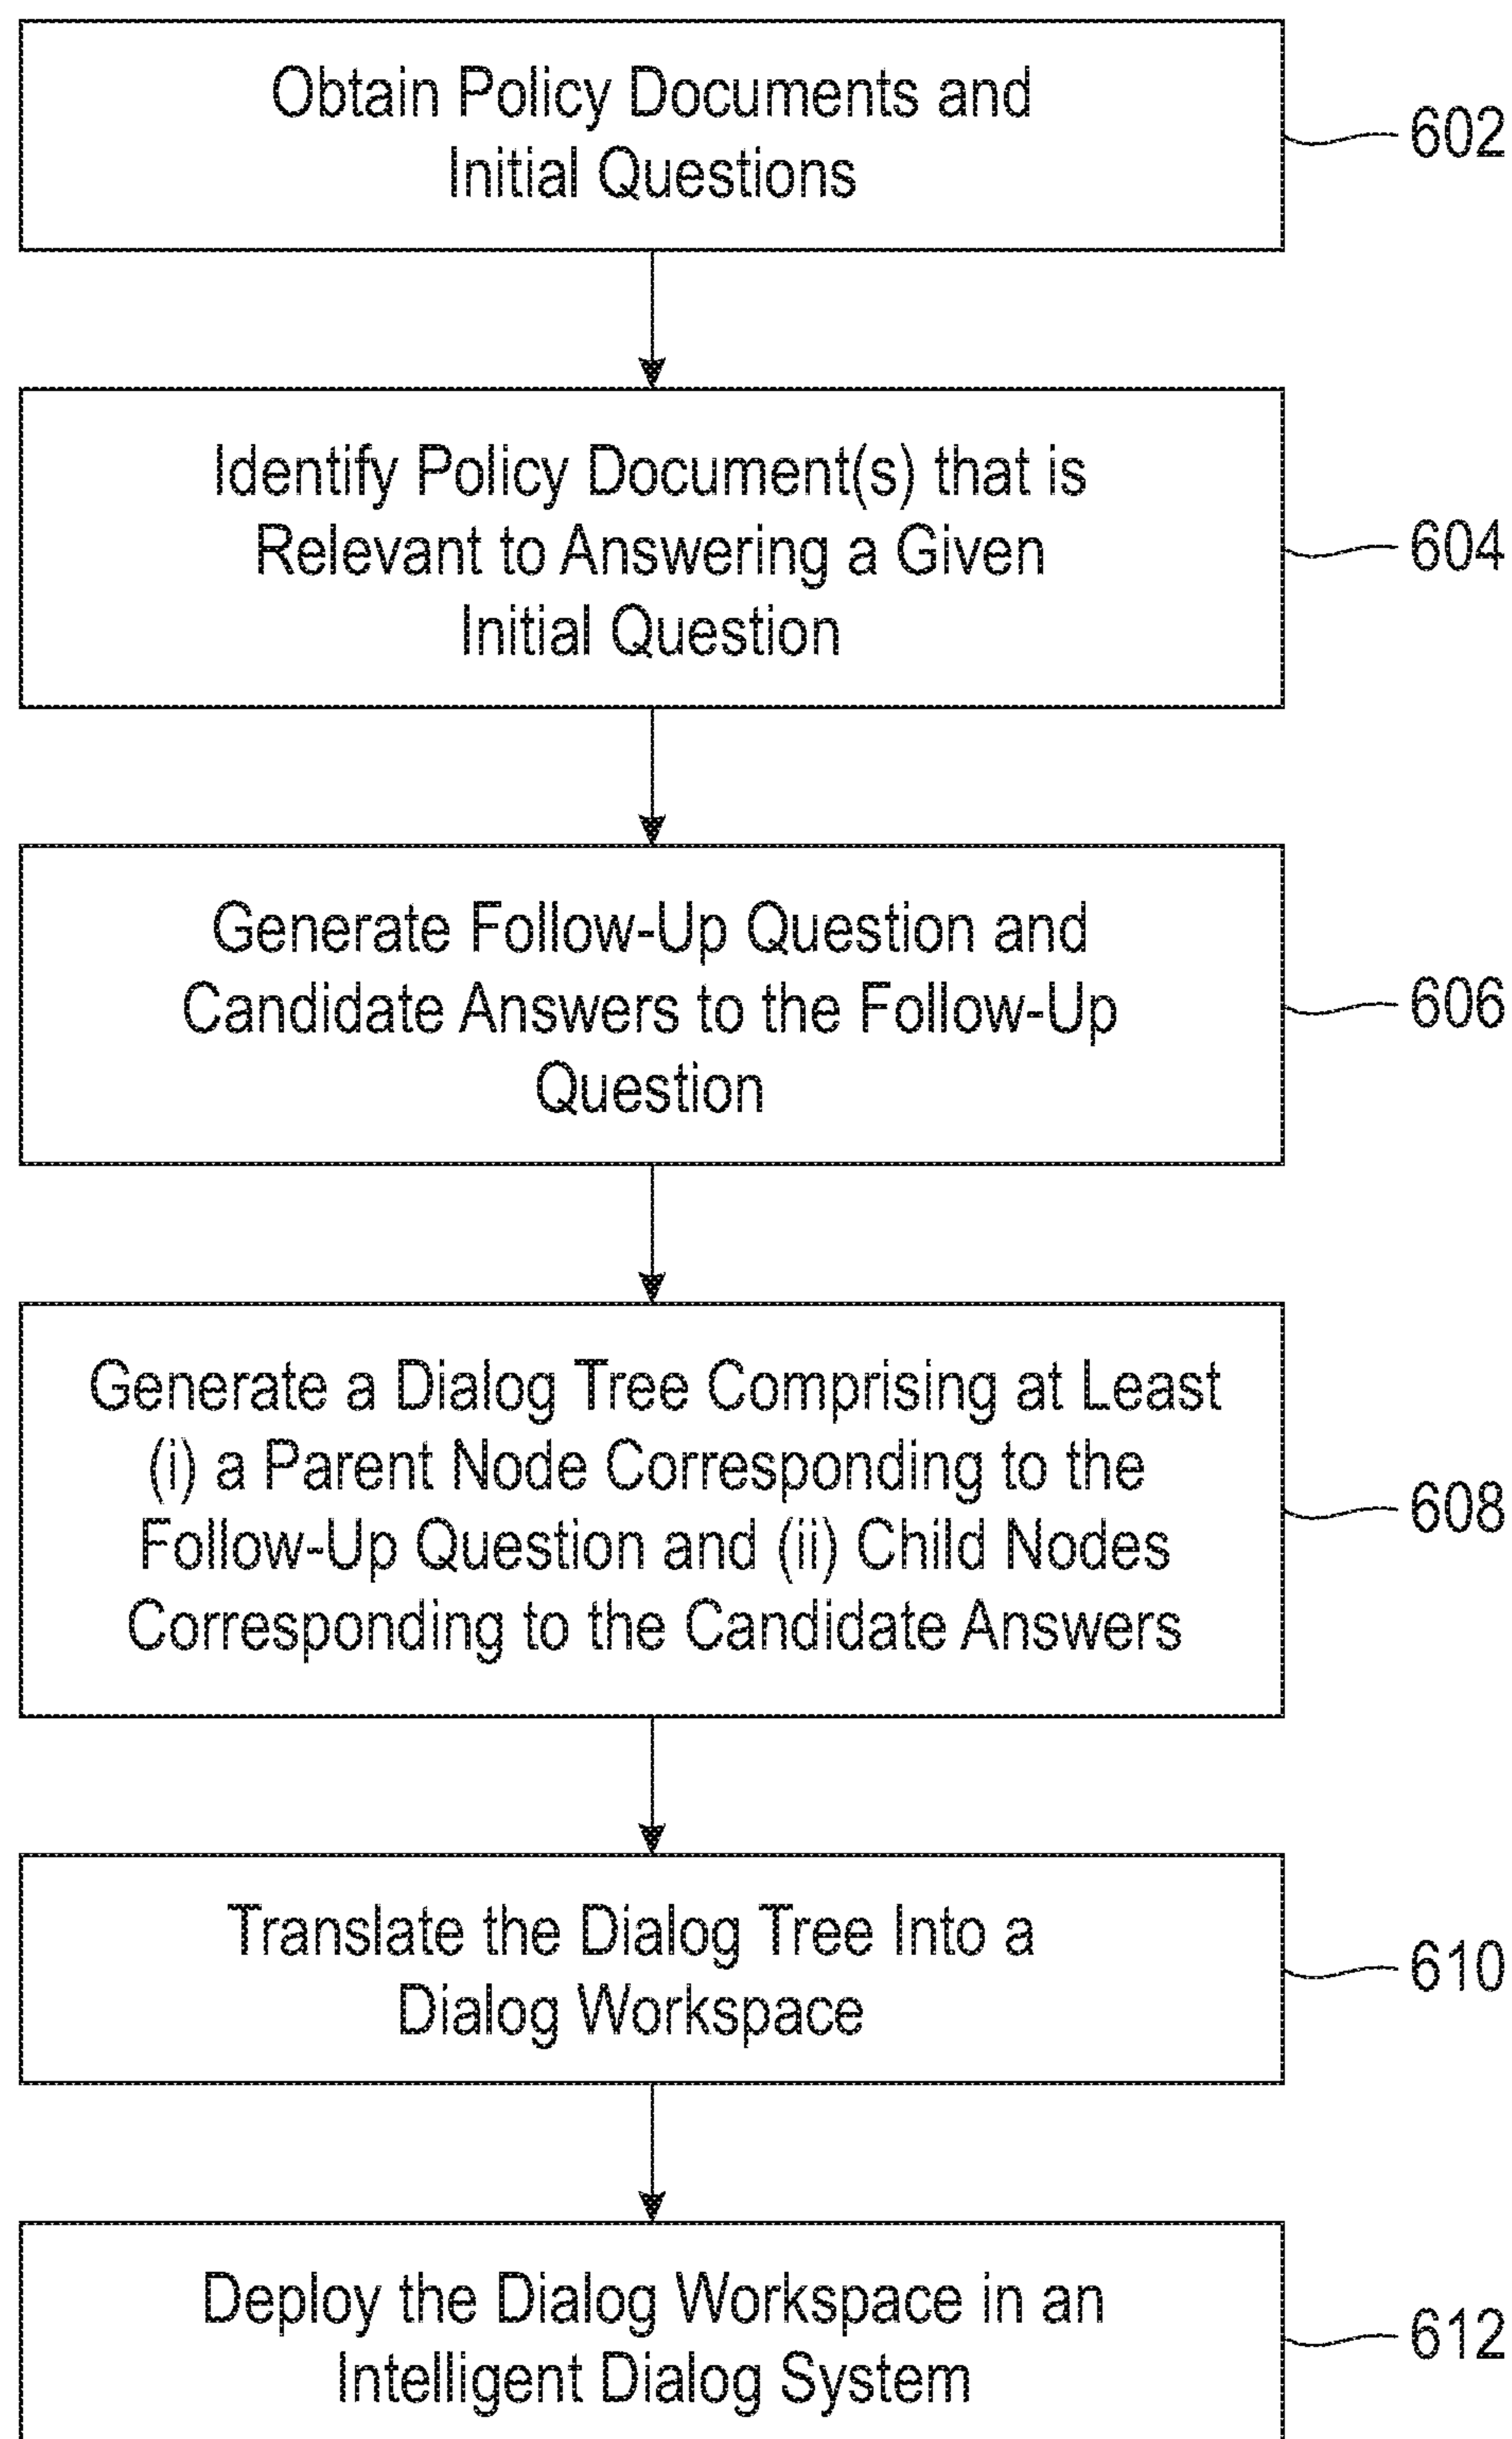 Obtain Policy Documents and
Initial Questions
602
Identify Policy Document(s) that is
Relevant to Answering a Given
Initial Question
604
Generate Follow-Up Question and
Candidate Answers to the Follow-Up
Question
606
Generate a Dialog Tree Comprising at Least
(i) a Parent Node Corresponding to the
Follow-Up Question and (ii) Child Nodes
Corresponding to the Candidate Answers
608
Translate the Dialog Tree Into a
Dialog Workspace
610
Deploy the Dialog Workspace in an
Intelligent Dialog System
612